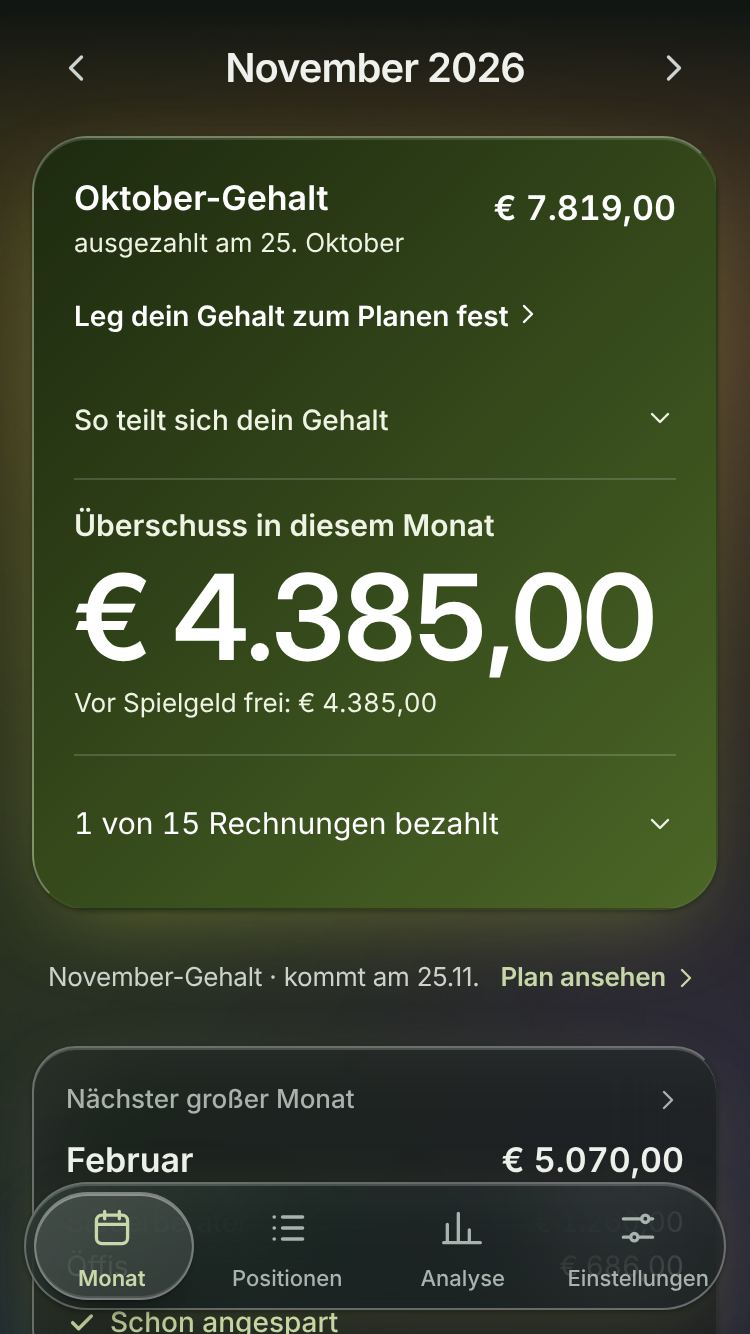 November 2026
Oktober-Gehalt
€ 7.819,00
ausgezahlt am 25. Oktober
Leg dein Gehalt zum Planen fest
So teilt sich dein Gehalt
Überschuss in diesem Monat
€ 4.385,00
Vor Spielgeld frei: € 4.385,00
1 von 15 Rechnungen bezahlt
November-Gehalt · kommt am 25.11. Plan ansehen
Nächster großer Monat
Februar € 5.070,00
Öffis € 686,00
Monat Positionen Analyse Einstellungen
Schon angespart